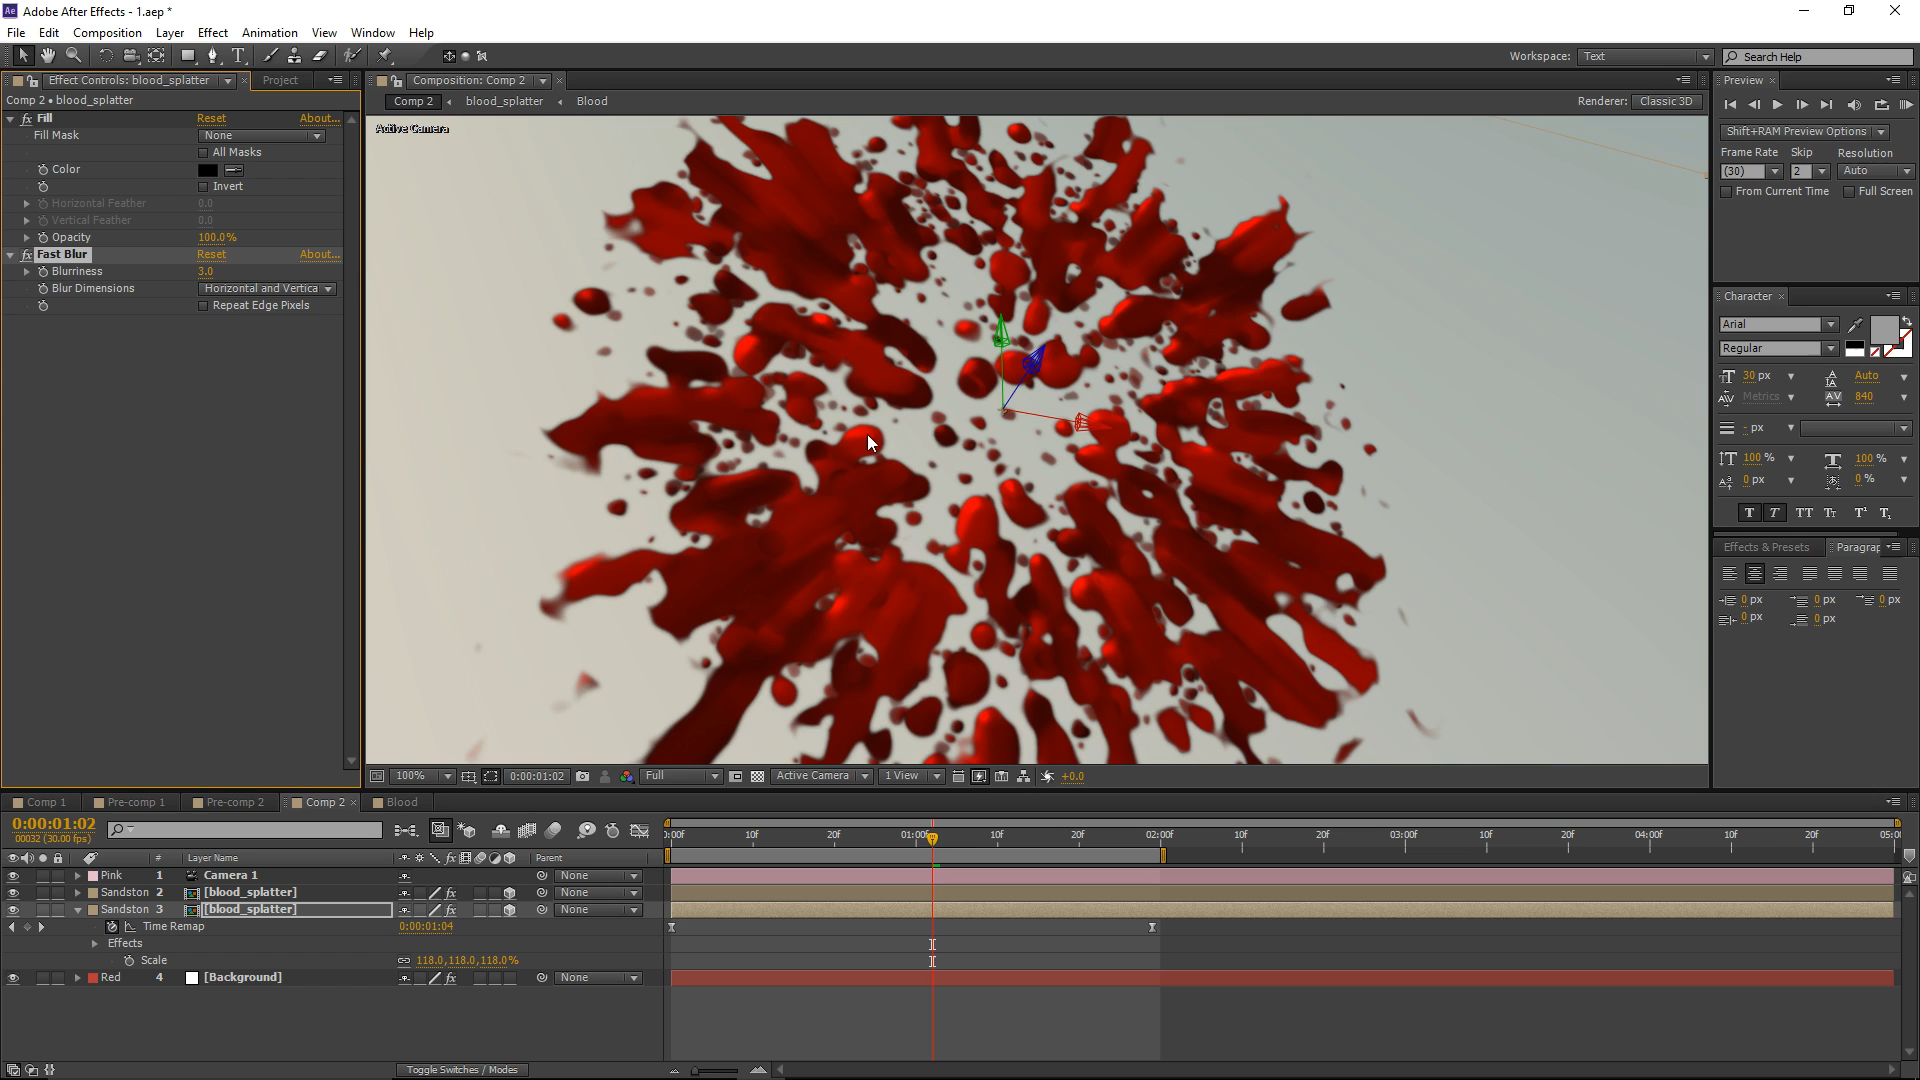 Adobe After Effects - 1.aep *
File Edit Composition Layer Effect Animation View Window Help
Workspace: Text Search Help
Effect Controls: blood_splatter Project
Comp 2 • blood_splatter
Fill Reset About...
Fill Mask None
All Masks
Color
Invert
Horizontal Feather 0.0
Vertical Feather 0.0
Opacity 100.0%
Fast Blur Reset About...
Blurriness 3.0
Blur Dimensions Horizontal and Vertica
Repeat Edge Pixels
Composition: Comp 2
Comp 2 blood_splatter Blood
Renderer: Classic 3D
Active Camera
100% 0:00:01:02 Full Active Camera 1 View +0.0
Preview
Shift+RAM Preview Options
Frame Rate Skip Resolution
(30) 2 Auto
From Current Time Full Screen
Character
Arial
Regular
30 px Auto
Metrics 840
- px
100 % 100 %
0 px 0 %
T T TT Tt T¹ T₁
Effects & Presets Paragrap
0 px 0 px 0 px
0 px 0 px
Comp 1 Pre-comp 1 Pre-comp 2 Comp 2 Blood
0:00:01:02
00032 (30.00 fps)
0:00f 10f 20f 01:00f 10f 20f 02:00f 10f 20f 03:00f 10f 20f 04:00f 10f 20f 05:00
# Layer Name Parent
Pink 1 Camera 1 None
Sandston 2 [blood_splatter] None
Sandston 3 [blood_splatter] None
Time Remap 0:00:01:04
Effects
Scale 118.0,118.0,118.0%
Red 4 [Background] None
Toggle Switches / Modes